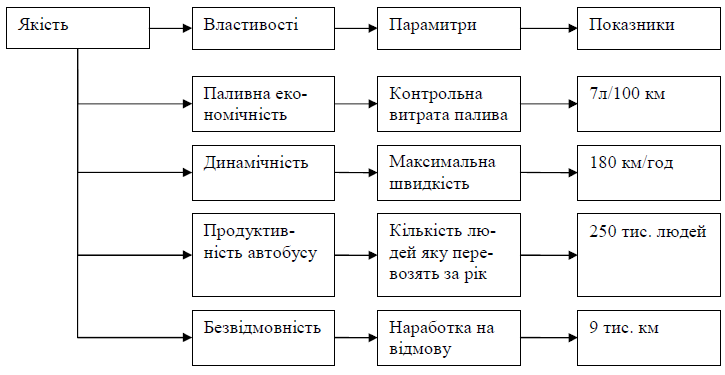 Якість
Властивості
Парамитри
Показники
Паливна еко-
номічність
Контрольна
витрата палива
7л/100 км
Динамічність
Максимальна
швидкість
180 км/год
Продуктив-
ність автобусу
Кількість лю-
дей яку пере-
возять за рік
250 тис. людей
Безвідмовність
Наработка на
відмову
9 тис. км